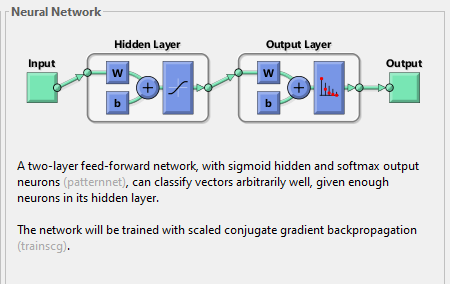 Neural Network
Hidden Layer
Output Layer
Input
Output
W
b
+
W
b
+
A two-layer feed-forward network, with sigmoid hidden and softmax output
neurons (patternnet), can classify vectors arbitrarily well, given enough
neurons in its hidden layer.
The network will be trained with scaled conjugate gradient backpropagation
(trainscg).